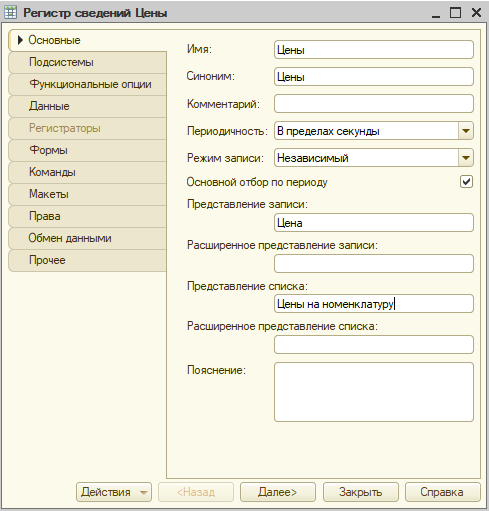 Регистр сведений Цены
Основные
Подсистемы
Функциональные опции
Данные
Регистраторы
Формы
Команды
Макеты
Права
Обмен данными
Прочее
Имя: Цены
Синоним: Цены
Комментарий:
Периодичность: В пределах секунды
Режим записи: Независимый
Основной отбор по периоду
Представление записи:
Цена
Расширенное представление записи:
Представление списка:
Цены на номенклатуру
Расширенное представление списка:
Пояснение:
Действия <Назад Далее> Закрыть Справка